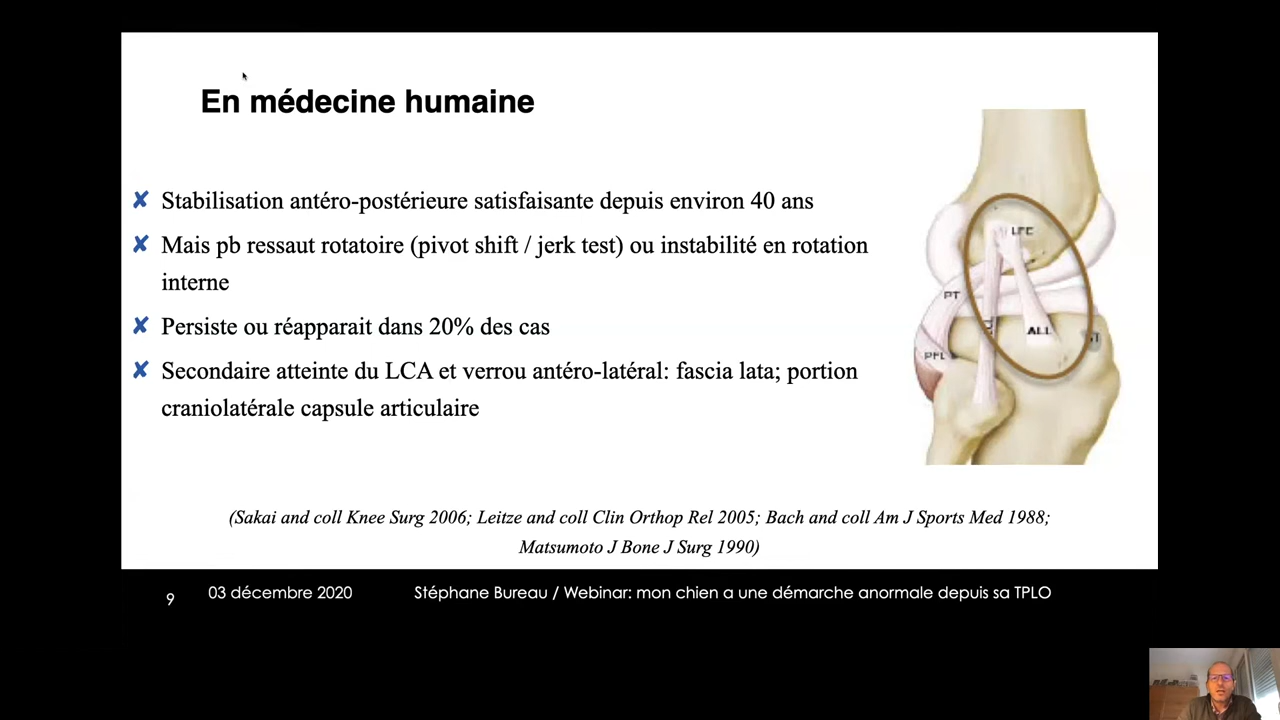 En médecine humaine
✘ Stabilisation antéro-postérieure satisfaisante depuis environ 40 ans
✘ Mais pb ressaut rotatoire (pivot shift / jerk test) ou instabilité en rotation
interne
✘ Persiste ou réapparait dans 20% des cas
✘ Secondaire atteinte du LCA et verrou antéro-latéral: fascia lata; portion
craniolatérale capsule articulaire
LFE
PT
ALL
PFL
(Sakai and coll Knee Surg 2006; Leitze and coll Clin Orthop Rel 2005; Bach and coll Am J Sports Med 1988;
Matsumoto J Bone J Surg 1990)
9
03 décembre 2020
Stéphane Bureau / Webinar: mon chien a une démarche anormale depuis sa TPLO